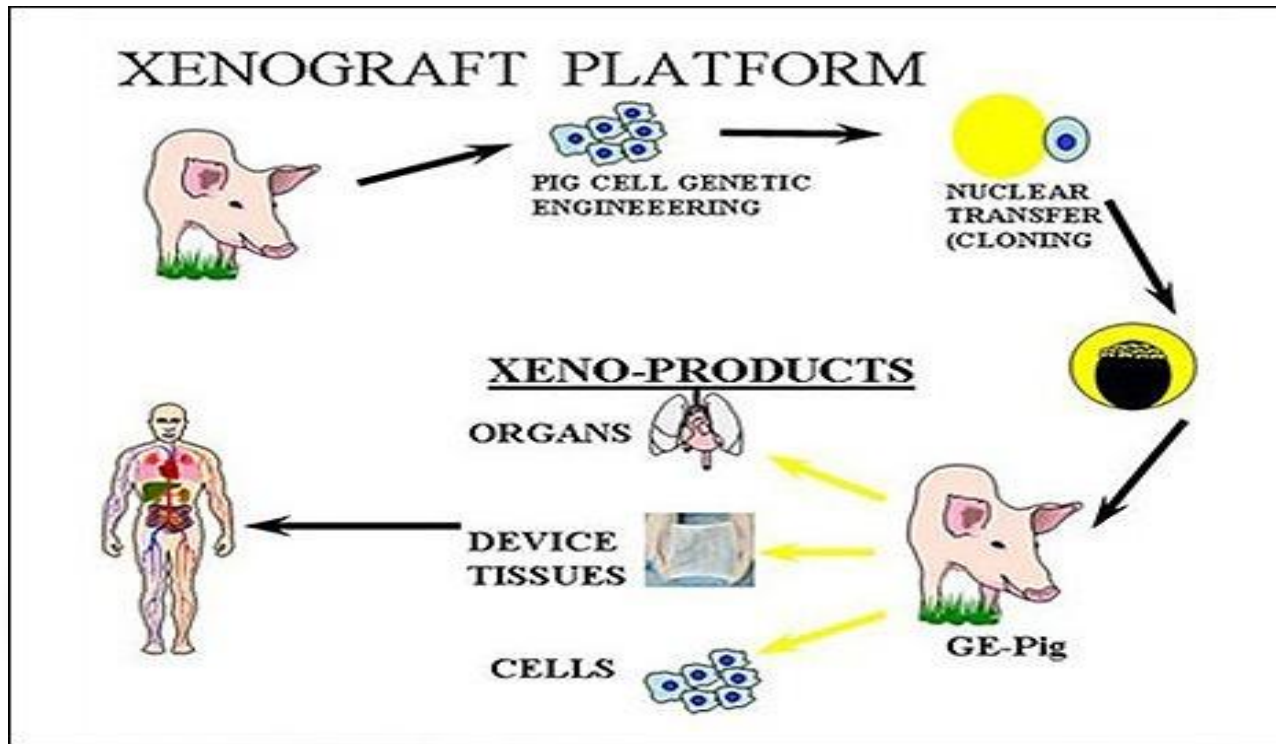 XENOGRAFT PLATFORM
PIG CELL GENETIC
ENGINEEERING
NUCLEAR
TRANSFER
(CLONING
XENO-PRODUCTS
ORGANS
DEVICE
TISSUES
CELLS
GE-Pig